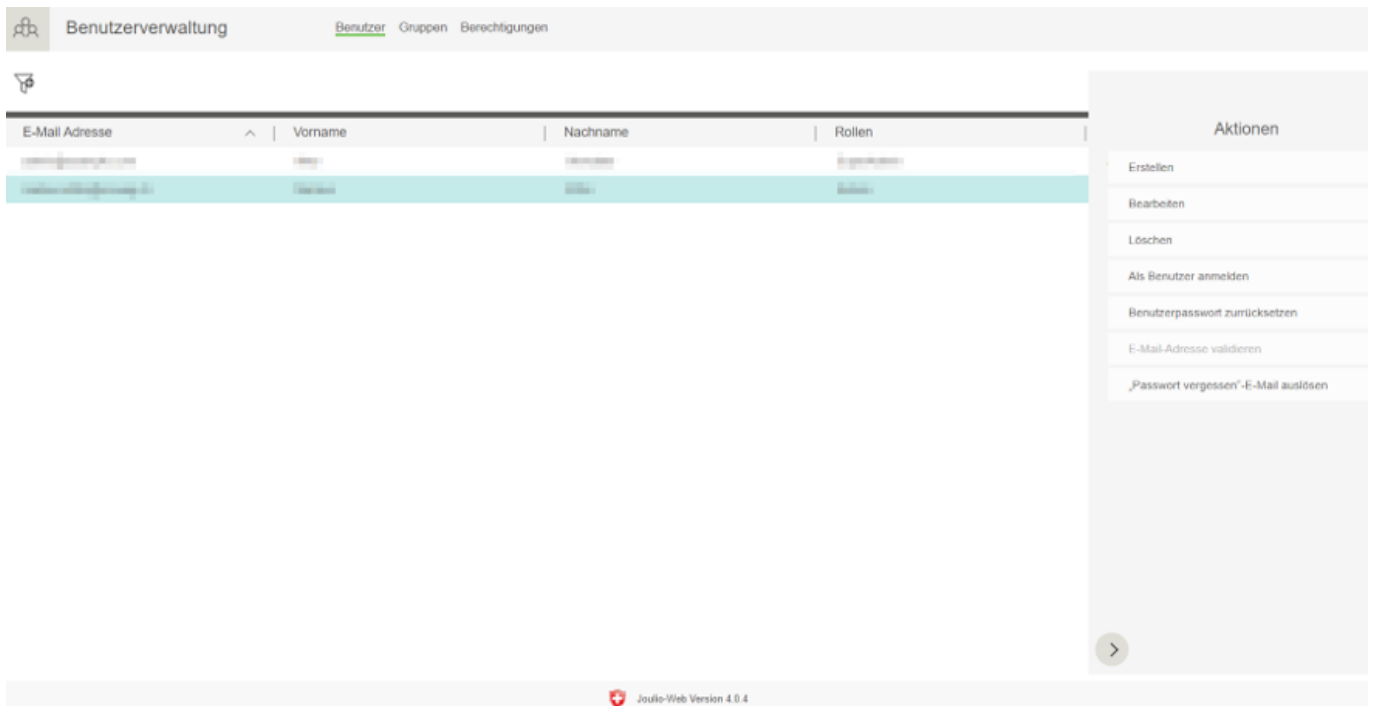 Benutzerverwaltung Benutzer Gruppen Berechtigungen
E-Mail Adresse Vorname Nachname Rollen
Aktionen
Erstellen
Bearbeiten
Löschen
Als Benutzer anmelden
Benutzerpasswort zurrücksetzen
E-Mail-Adresse validieren
„Passwort vergessen"-E-Mail auslösen
Joulio-Web Version 4.0.4